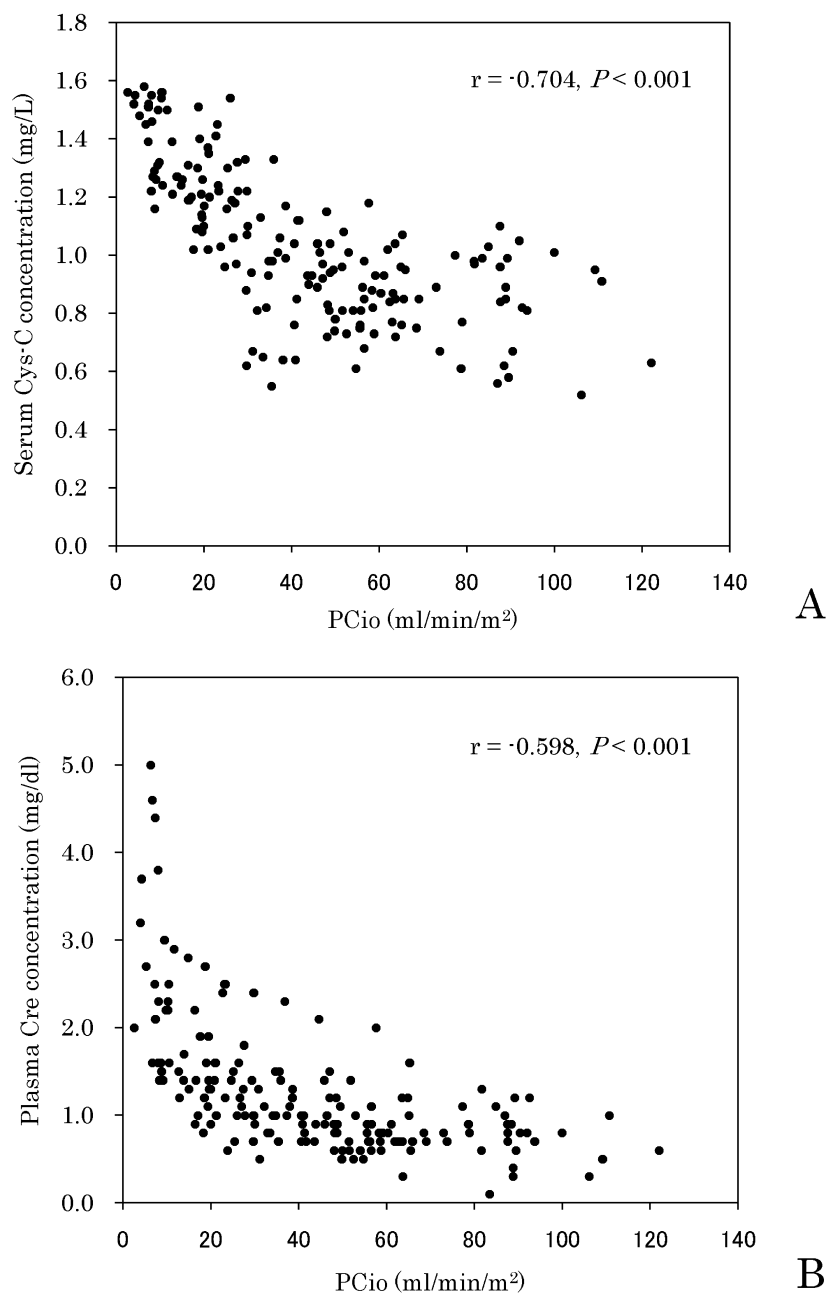 1.8
1.6
1.4
1.2
1.0
0.8
0.6
0.4
0.2
0.0
Serum Cys-C concentration (mg/L)
r = -0.704, P < 0.001
0 20 40 60 80 100 120 140
PCio (ml/min/m²)
A
6.0
5.0
4.0
3.0
2.0
1.0
0.0
Plasma Cre concentration (mg/dl)
r = -0.598, P < 0.001
0 20 40 60 80 100 120 140
PCio (ml/min/m²)
B